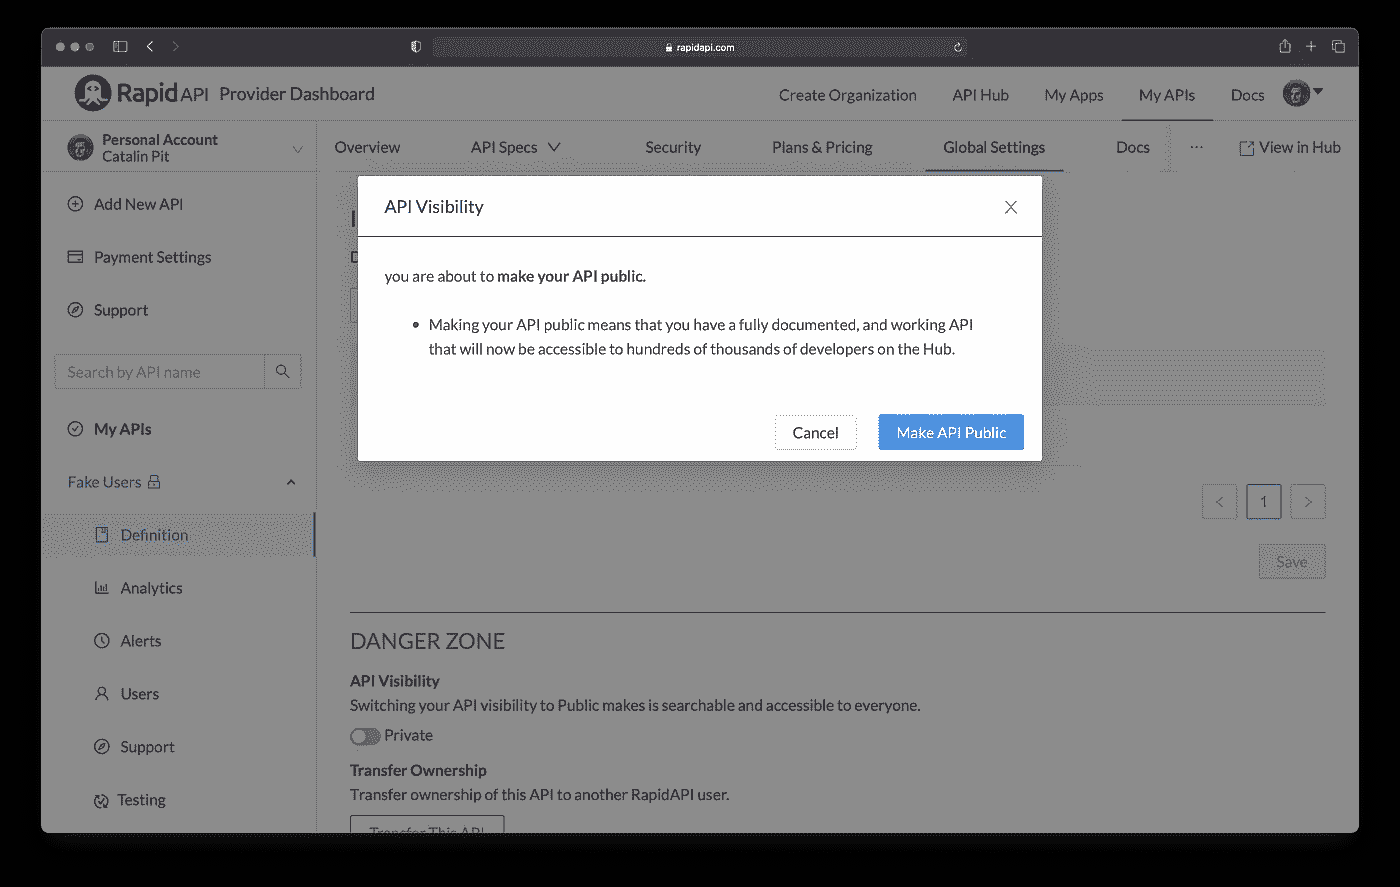 rapidapi.com
RapidAPI Provider Dashboard
Create Organization API Hub My Apps My APIs Docs
Personal Account
Catalin Pit
Overview API Specs Security Plans & Pricing Global Settings Docs ... View in Hub
Add New API
Payment Settings
Support
Search by API name
My APIs
Fake Users
Definition
Analytics
Alerts
Users
Support
Testing
API Visibility
you are about to make your API public.
• Making your API public means that you have a fully documented, and working API
that will now be accessible to hundreds of thousands of developers on the Hub.
Cancel Make API Public
< 1 >
Save
DANGER ZONE
API Visibility
Switching your API visibility to Public makes is searchable and accessible to everyone.
Private
Transfer Ownership
Transfer ownership of this API to another RapidAPI user.
Transfer This API